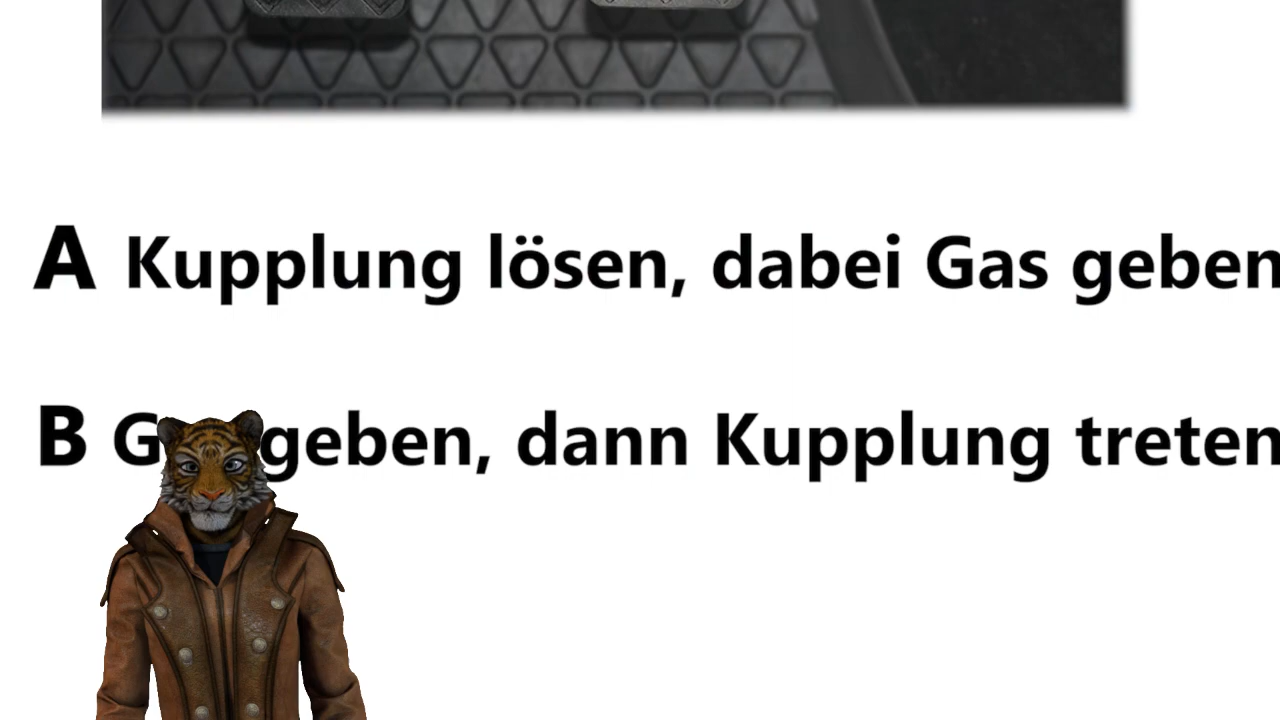 A Kupplung lösen, dabei Gas geben
B geben, dann Kupplung treten